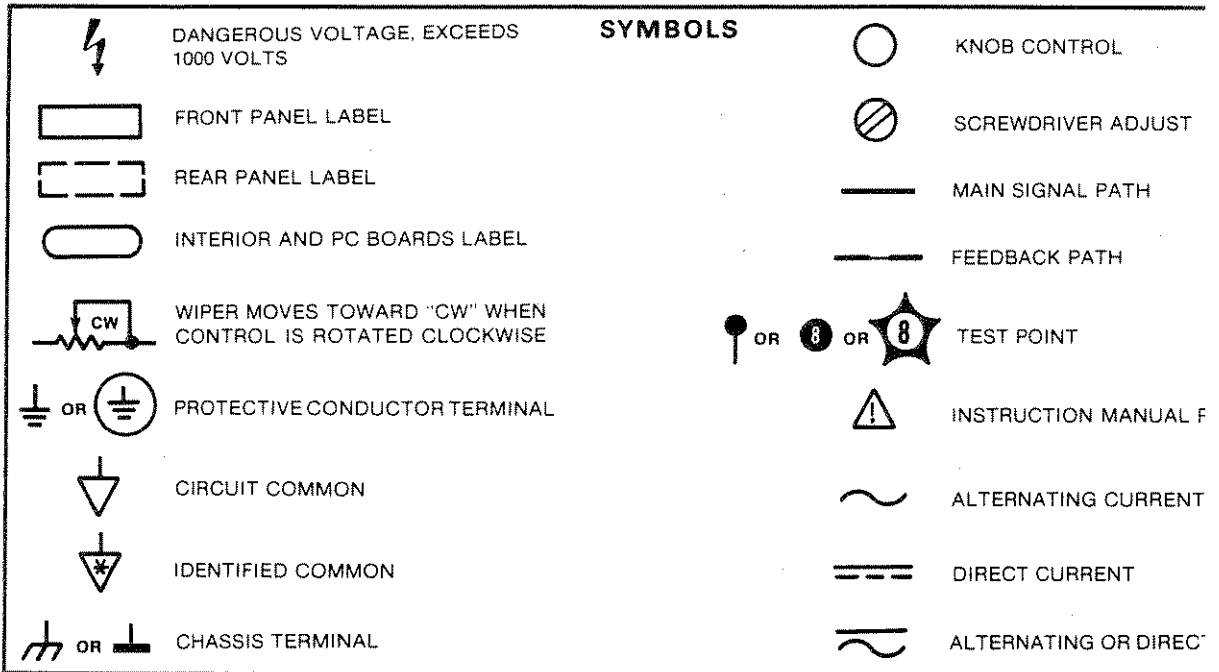 SYMBOLS
DANGEROUS VOLTAGE, EXCEEDS
1000 VOLTS
FRONT PANEL LABEL
REAR PANEL LABEL
INTERIOR AND PC BOARDS LABEL
CW
WIPER MOVES TOWARD "CW" WHEN
CONTROL IS ROTATED CLOCKWISE
OR
PROTECTIVE CONDUCTOR TERMINAL
CIRCUIT COMMON
*
IDENTIFIED COMMON
OR
CHASSIS TERMINAL
KNOB CONTROL
SCREWDRIVER ADJUST
MAIN SIGNAL PATH
FEEDBACK PATH
OR 8 OR 8 TEST POINT
!
INSTRUCTION MANUAL
ALTERNATING CURRENT
DIRECT CURRENT
ALTERNATING OR